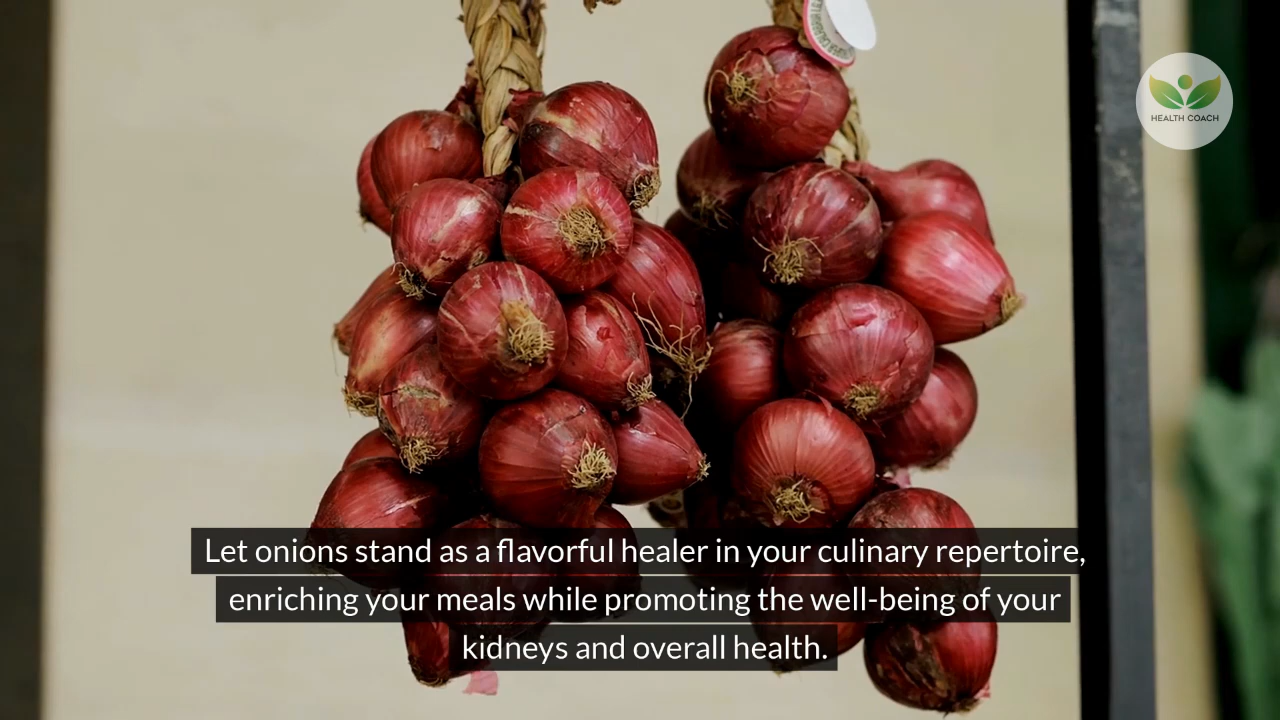 HEALTH COACH
Let onions stand as a flavorful healer in your culinary repertoire,
enriching your meals while promoting the well-being of your
kidneys and overall health.